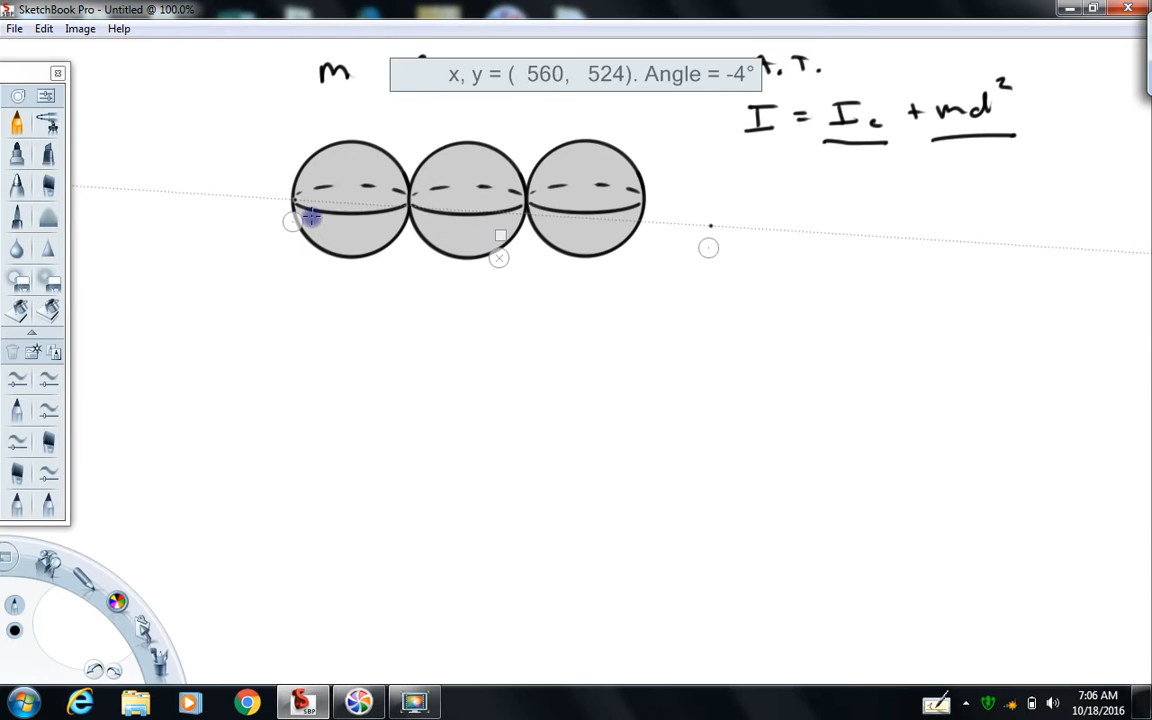 SketchBook Pro - Untitled @ 100.0%
File Edit Image Help
x, y = ( 560, 524). Angle = -4°
m
I = Ic + md²
SBP
7:06 AM
10/18/2016